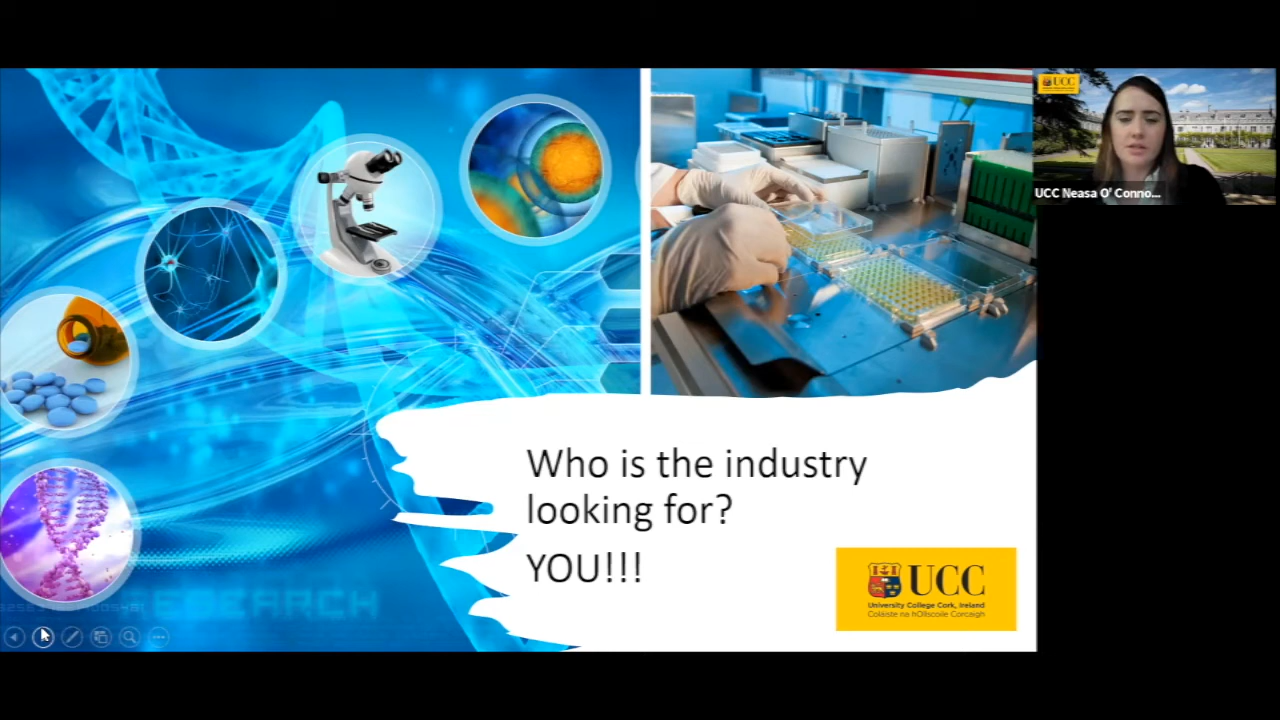 UCC
UCC Neasa O' Conno...
Who is the industry
looking for?
YOU!!!
UCC
University College Cork, Ireland
Coláiste na hOllscoile Corcaigh